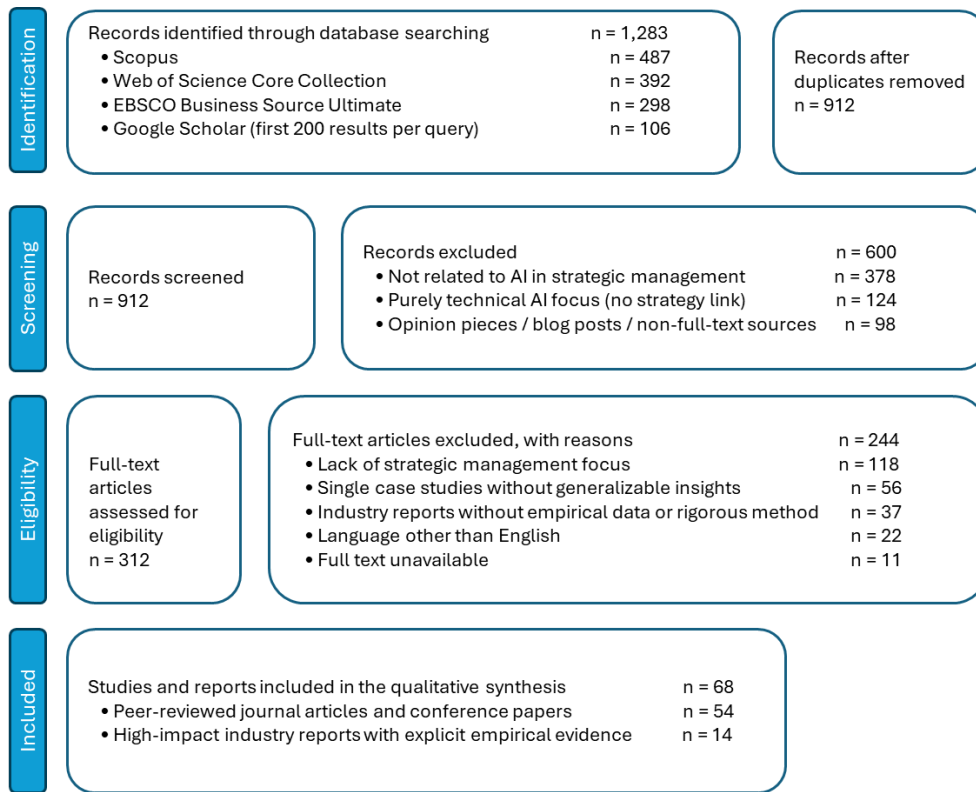 Identification
Records identified through database searching n = 1,283
• Scopus n = 487
• Web of Science Core Collection n = 392
• EBSCO Business Source Ultimate n = 298
• Google Scholar (first 200 results per query) n = 106
Records after
duplicates removed
n = 912
Screening
Records screened
n = 912
Records excluded n = 600
• Not related to AI in strategic management n = 378
• Purely technical AI focus (no strategy link) n = 124
• Opinion pieces / blog posts / non-full-text sources n = 98
Eligibility
Full-text
articles
assessed for
eligibility
n = 312
Full-text articles excluded, with reasons n = 244
• Lack of strategic management focus n = 118
• Single case studies without generalizable insights n = 56
• Industry reports without empirical data or rigorous method n = 37
• Language other than English n = 22
• Full text unavailable n = 11
Included
Studies and reports included in the qualitative synthesis n = 68
• Peer-reviewed journal articles and conference papers n = 54
• High-impact industry reports with explicit empirical evidence n = 14